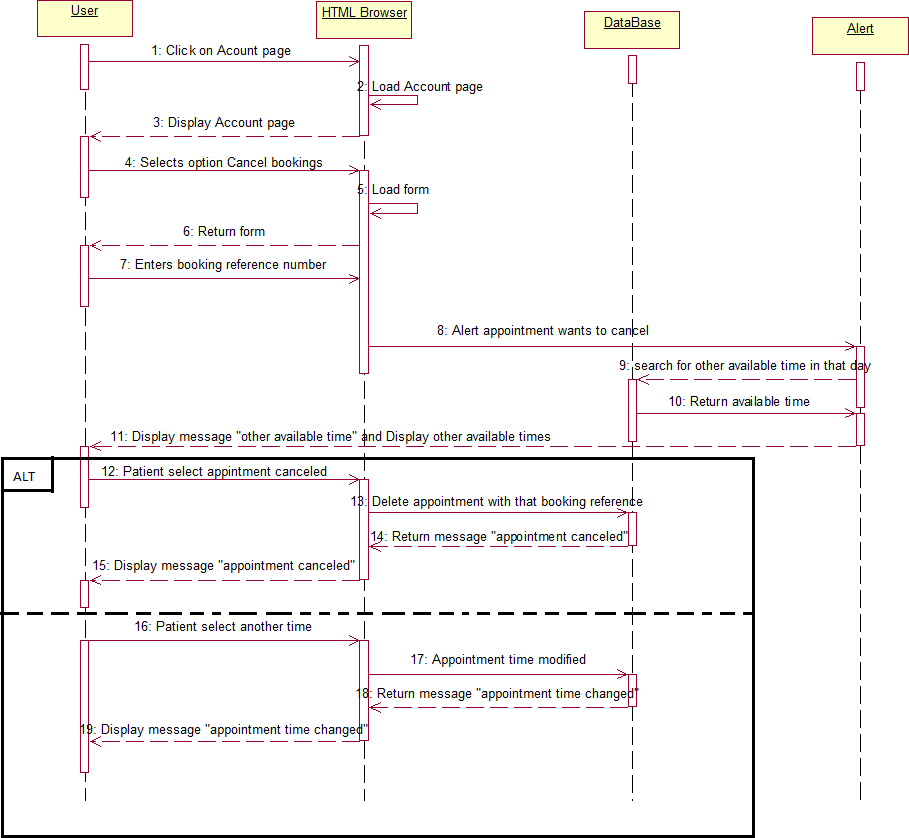 User
HTML Browser
DataBase
Alert
1: Click on Acount page
2: Load Account page
3: Display Account page
4: Selects option Cancel bookings
5: Load form
6: Return form
7: Enters booking reference number
8: Alert appointment wants to cancel
9: search for other available time in that day
10: Return available time
11: Display message "other available time" and Display other available times
ALT
12: Patient select appintment canceled
13: Delete appointment with that booking reference
14: Return message "appointment canceled"
15: Display message "appointment canceled"
16: Patient select another time
17: Appointment time modified
18: Return message "appointment time changed"
19: Display message "appointment time changed"